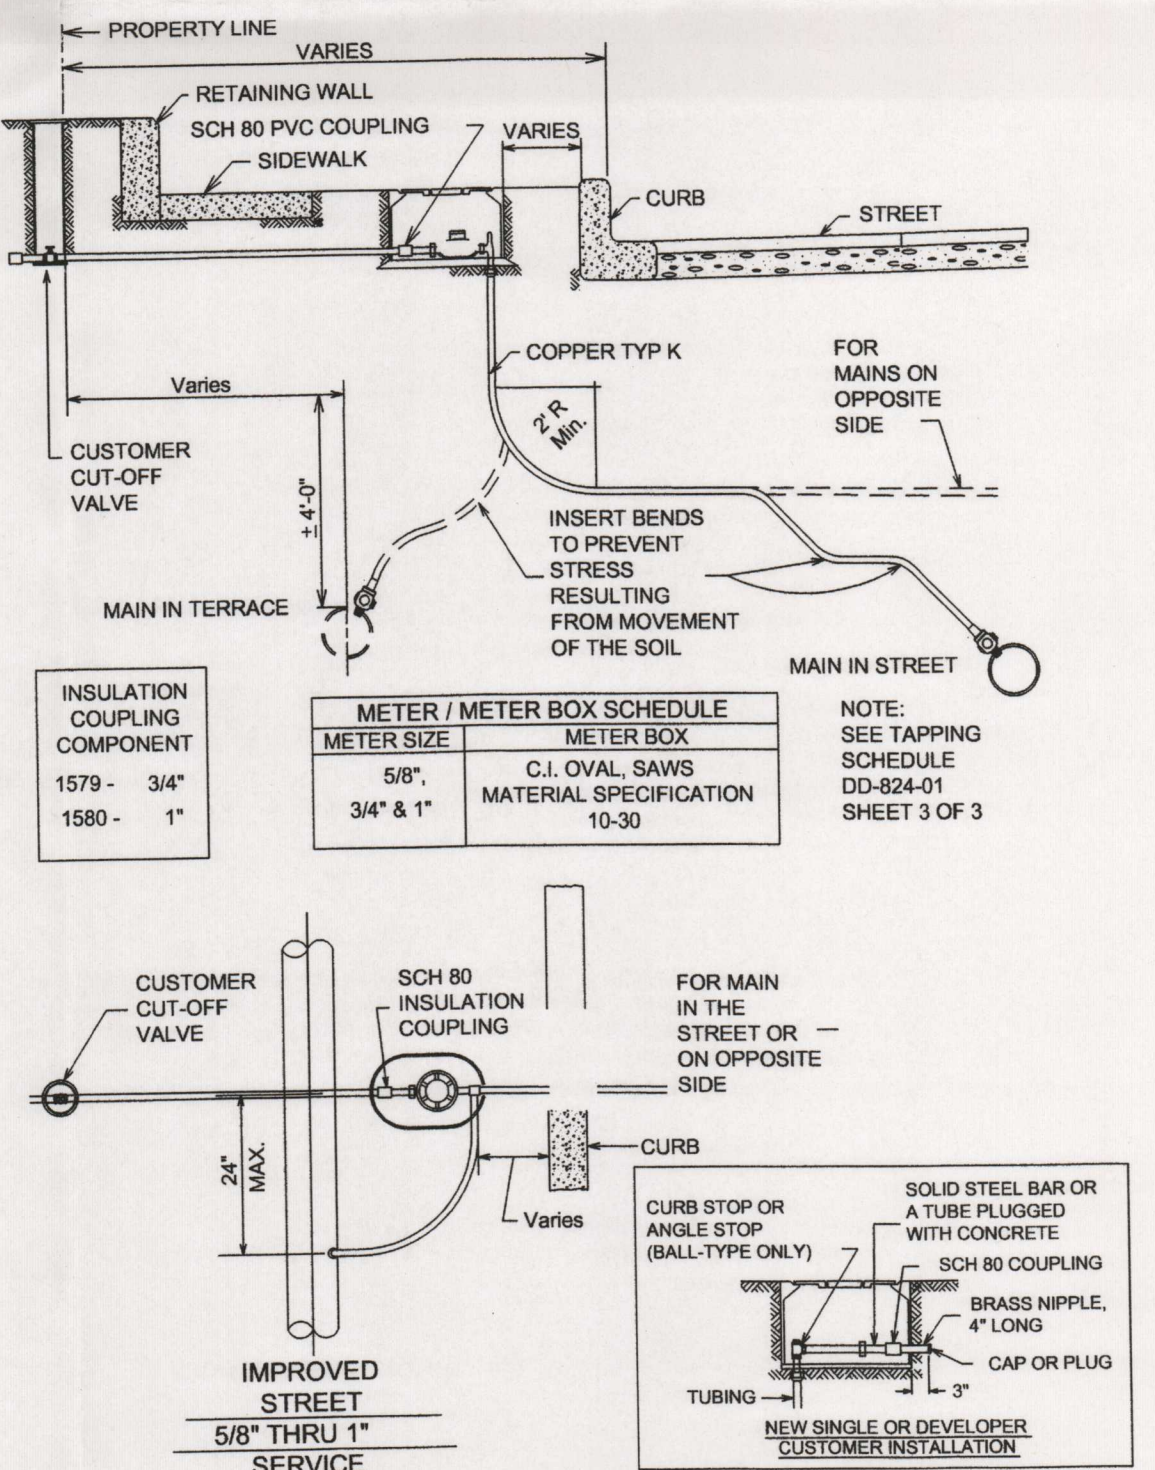 PROPERTY LINE
VARIES
RETAINING WALL
SCH 80 PVC COUPLING
VARIES
SIDEWALK
CURB
STREET
COPPER TYP K
FOR
MAINS ON
OPPOSITE
SIDE
Varies
2' R
Min.
CUSTOMER
CUT-OFF
VALVE
± 4'-0"
INSERT BENDS
TO PREVENT
STRESS
RESULTING
FROM MOVEMENT
OF THE SOIL
MAIN IN TERRACE
MAIN IN STREET
INSULATION
COUPLING
COMPONENT
1579 - 3/4"
1580 - 1"
METER / METER BOX SCHEDULE
METER SIZE METER BOX
5/8",
3/4" & 1"
C.I. OVAL, SAWS
MATERIAL SPECIFICATION
10-30
NOTE:
SEE TAPPING
SCHEDULE
DD-824-01
SHEET 3 OF 3
CUSTOMER
CUT-OFF
VALVE
SCH 80
INSULATION
COUPLING
FOR MAIN
IN THE
STREET OR
ON OPPOSITE
SIDE
24"
MAX.
CURB
Varies
CURB STOP OR
ANGLE STOP
(BALL-TYPE ONLY)
SOLID STEEL BAR OR
A TUBE PLUGGED
WITH CONCRETE
SCH 80 COUPLING
BRASS NIPPLE,
4" LONG
CAP OR PLUG
TUBING
3"
NEW SINGLE OR DEVELOPER
CUSTOMER INSTALLATION
IMPROVED
STREET
5/8" THRU 1"
SERVICE